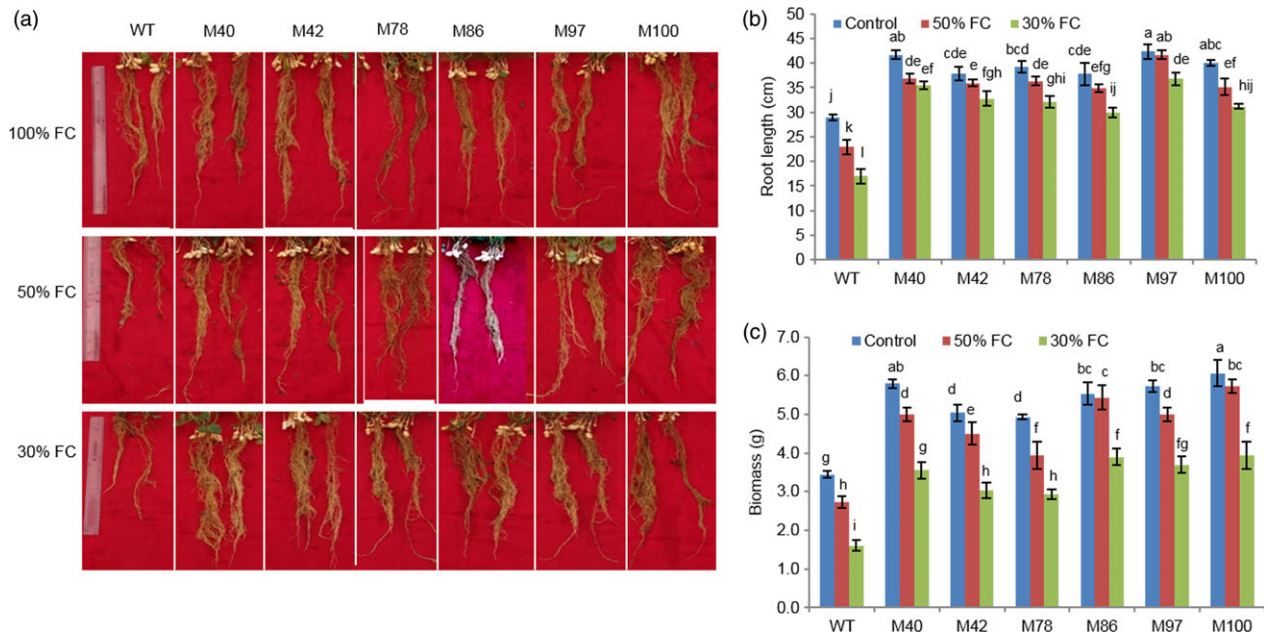 (a)
WT M40 M42 M78 M86 M97 M100
100% FC
50% FC
30% FC
(b)
50
45
40
35
30
25
20
15
10
5
0
Root length (cm)
Control 50% FC 30% FC
j k l
ab de ef
cde e fgh
bcd de ghi
cde efg ij
a ab de
abc ef hij
WT M40 M42 M78 M86 M97 M100
(c)
7.0
6.0
5.0
4.0
3.0
2.0
1.0
0.0
Biomass (g)
Control 50% FC 30% FC
g h i
ab d g
d e h
d f h
bc c f
bc d fg
a bc f
WT M40 M42 M78 M86 M97 M100